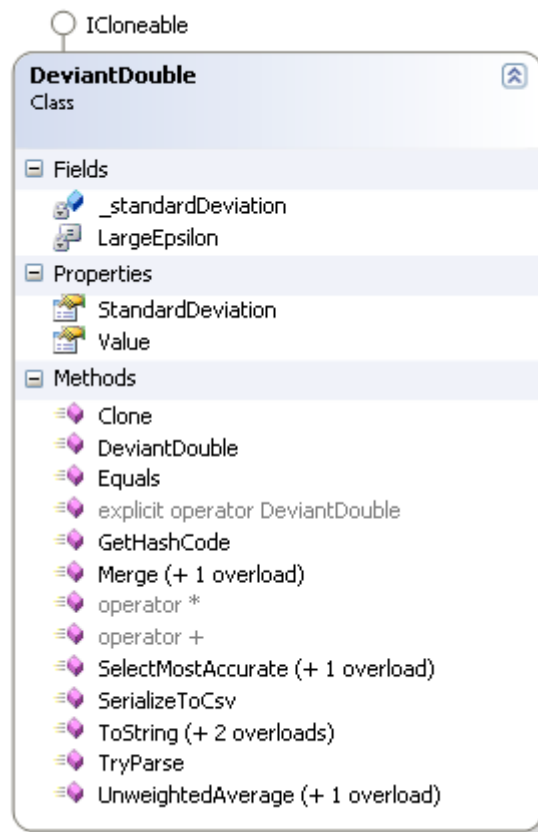 ICloneable
DeviantDouble
Class
Fields
_standardDeviation
LargeEpsilon
Properties
StandardDeviation
Value
Methods
Clone
DeviantDouble
Equals
explicit operator DeviantDouble
GetHashCode
Merge (+ 1 overload)
operator *
operator +
SelectMostAccurate (+ 1 overload)
SerializeToCsv
ToString (+ 2 overloads)
TryParse
UnweightedAverage (+ 1 overload)